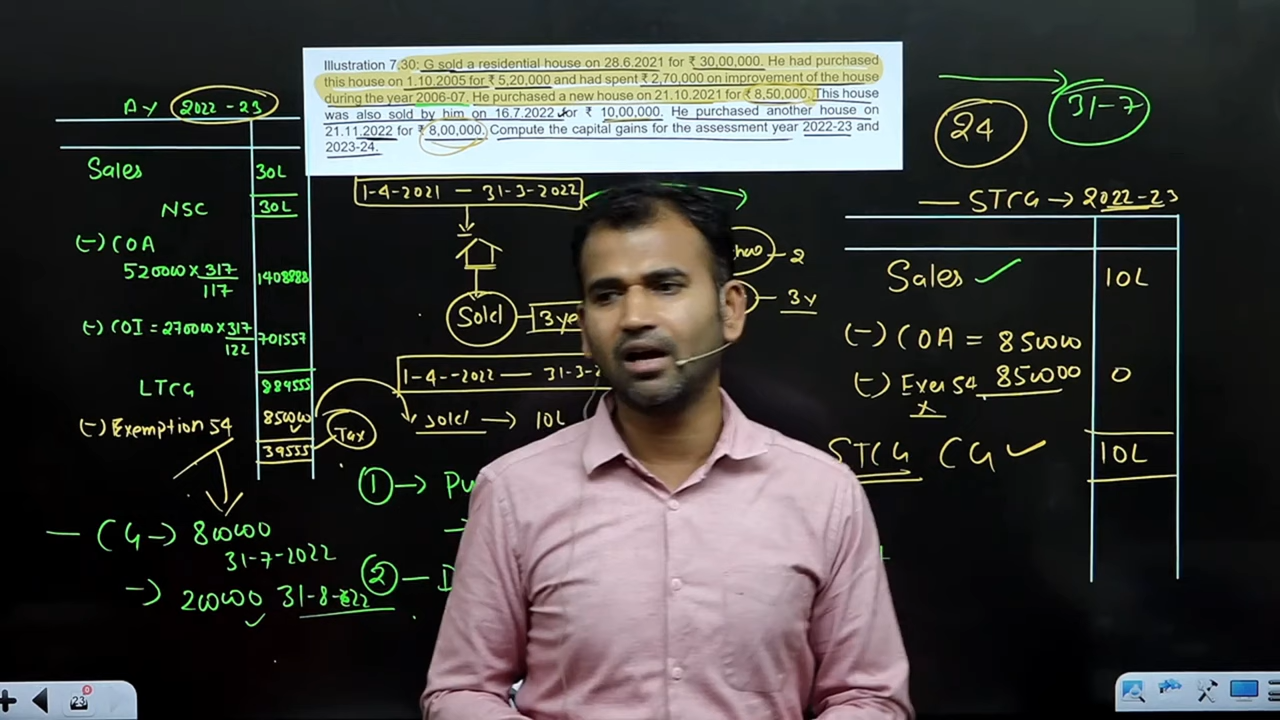 Illustration 7.30: G sold a residential house on 28.6.2021 for ₹ 30,00,000. He had purchased
this house on 1.10.2005 for ₹ 5,20,000 and had spent ₹ 2,70,000 on improvement of the house
during the year 2006-07. He purchased a new house on 21.10.2021 for ₹ 8,50,000. This house
was also sold by him on 16.7.2022 for ₹ 10,00,000. He purchased another house on
21.11.2022 for ₹ 8,00,000. Compute the capital gains for the assessment year 2022-23 and
2023-24.
AY 2022-23
Sales 30L
NSC 30L
(-) COA
520000 × 317/117 1408888
(-) COI = 270000 × 317/122 701557
LTCG 889555
(-) Exemption 54 850000
39555
Tax
- CG → 800000
31-7-2022
→ 200000 31-8-2022
1-4-2021 — 31-3-2022
Sold
1-4--2022 — 31-3-2
sold → 10L
① → Pu
② — D
2
3y
24
31-7
— STCG → 2022-23
Sales ✓ 10L
(-) COA = 850000
(-) Exem 54 850000 0
x
STCG CG ✓ 10L
23
0